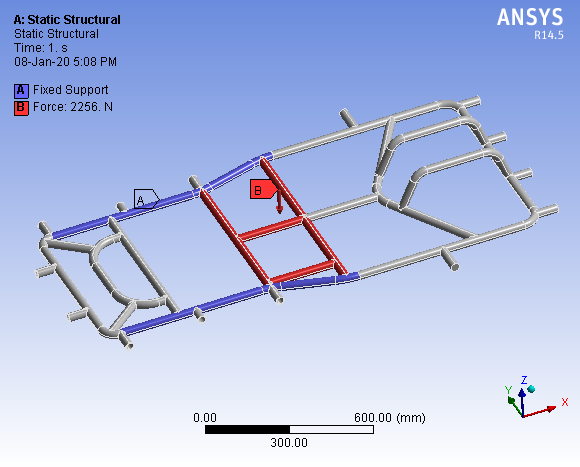 A: Static Structural
Static Structural
Time: 1. s
08-Jan-20 5:08 PM
A Fixed Support
B Force: 2256. N
ANSYS
R14.5
A
B
0.00
600.00 (mm)
300.00
Z
Y
X